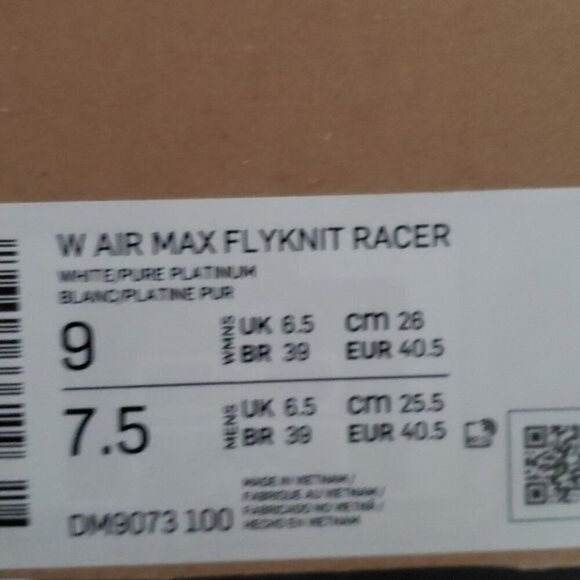 W AIR MAX FLYKNIT RACER
WHITE/PURE PLATINUM
BLANC/PLATINE PUR
9 WMNS UK 6.5 cm 26
BR 39 EUR 40.5
7.5 MENS UK 6.5 cm 25.5
BR 39 EUR 40.5
MADE IN VIETNAM /
FABRIQUE AU VIETNAM /
DM9073 100 FABRICADO NO VIETNÃ /
HECHO EN VIETNAM